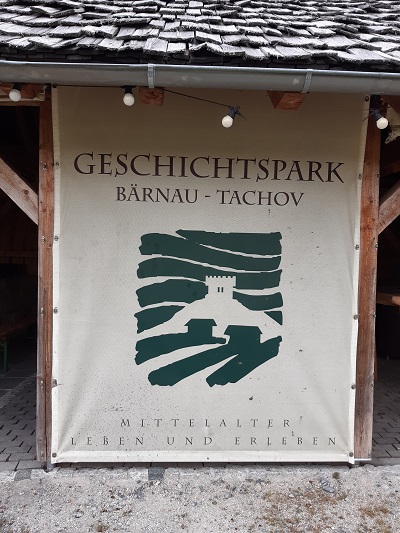 GESCHICHTSPARK
BÄRNAU - TACHOV
MITTELALTER
LEBEN UND ERLEBEN